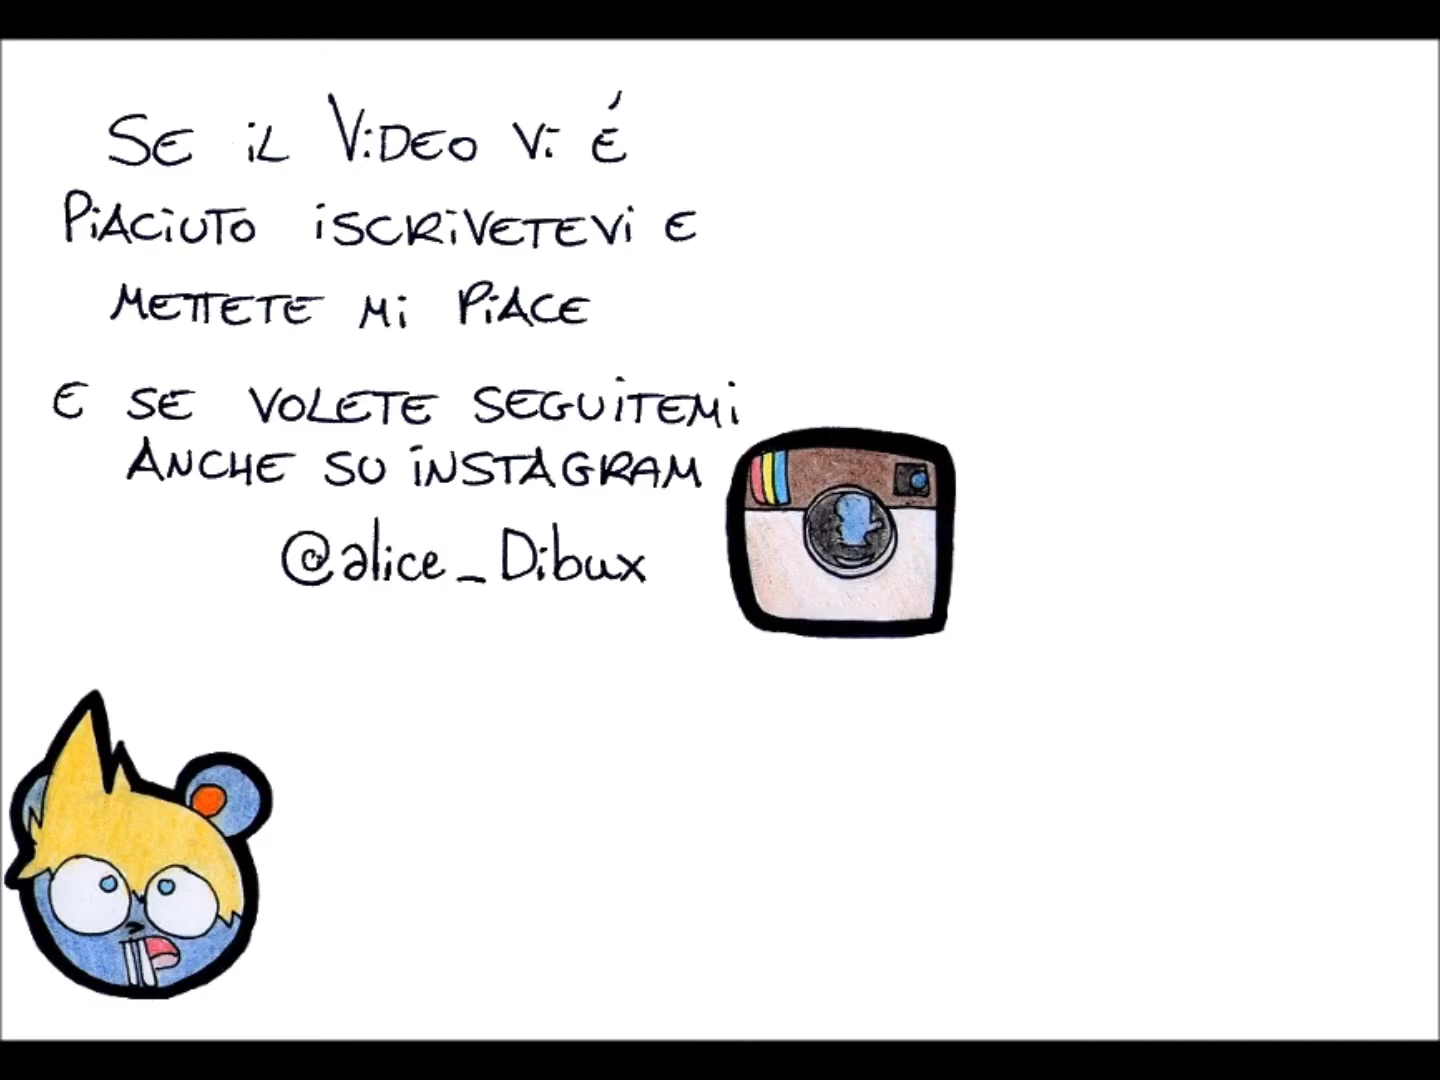 SE iL ViDEO Vi É
PiACiUTO iSCRiVETEVi E
METTETE Mi PiACE
E SE VOLETE SEGUiTEMi
ANCHE SU iNSTAGRAM
@alice_Dibux